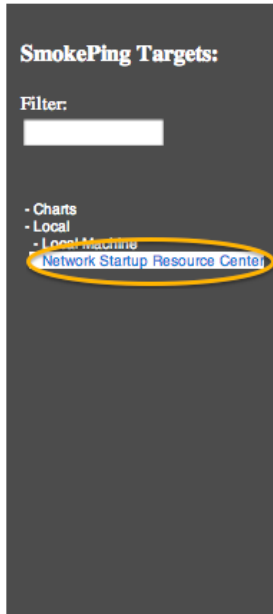 SmokePing Targets:
Filter:
- Charts
- Local
- Local Machine
Network Startup Resource Center